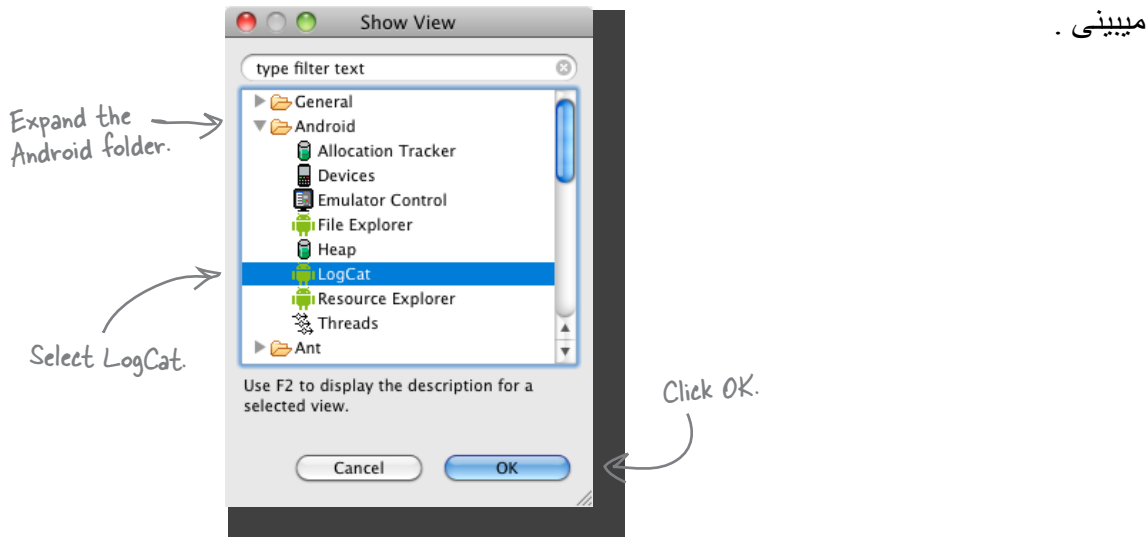 میبینی .
Show View
type filter text
General
Android
Allocation Tracker
Devices
Emulator Control
File Explorer
Heap
LogCat
Resource Explorer
Threads
Ant
Use F2 to display the description for a
selected view.
Cancel
OK
Expand the
Android folder.
Select LogCat.
Click OK.